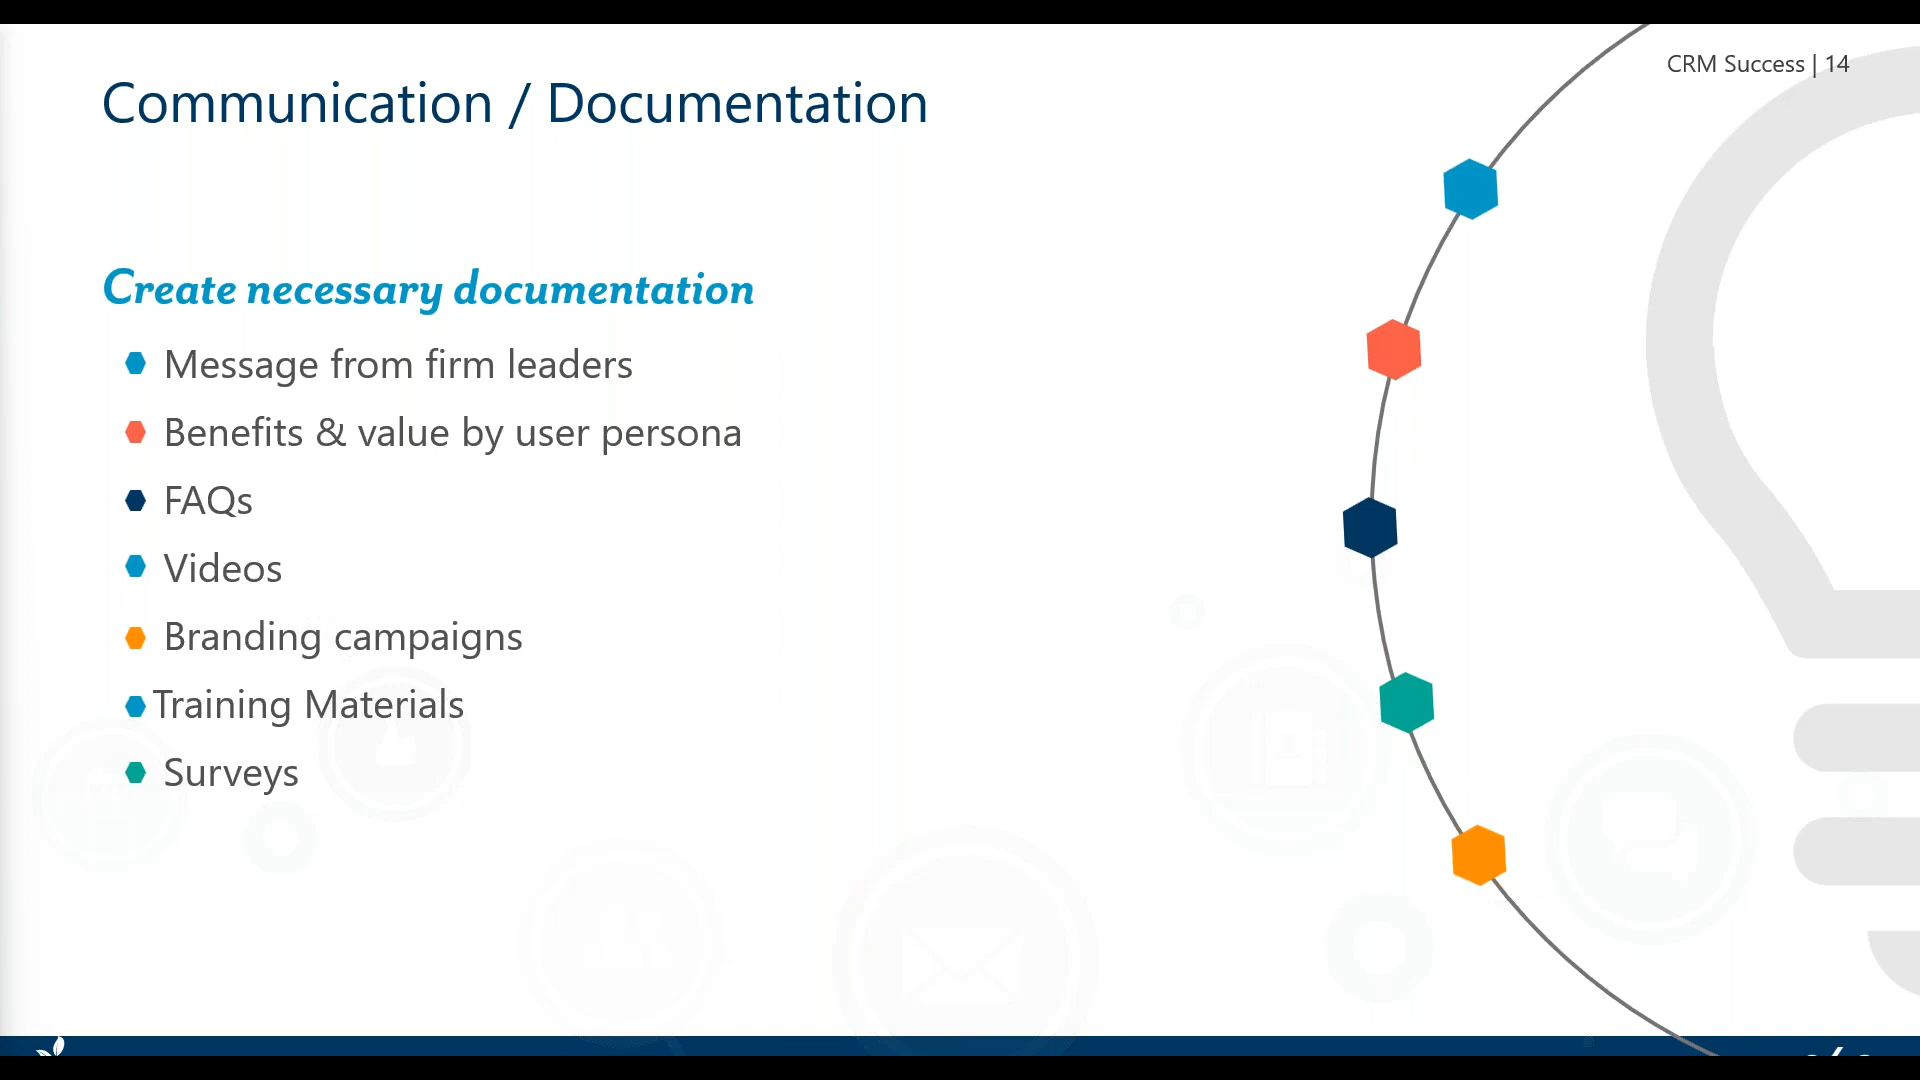 CRM Success | 14
Communication / Documentation
Create necessary documentation
Message from firm leaders
Benefits & value by user persona
FAQs
Videos
Branding campaigns
Training Materials
Surveys